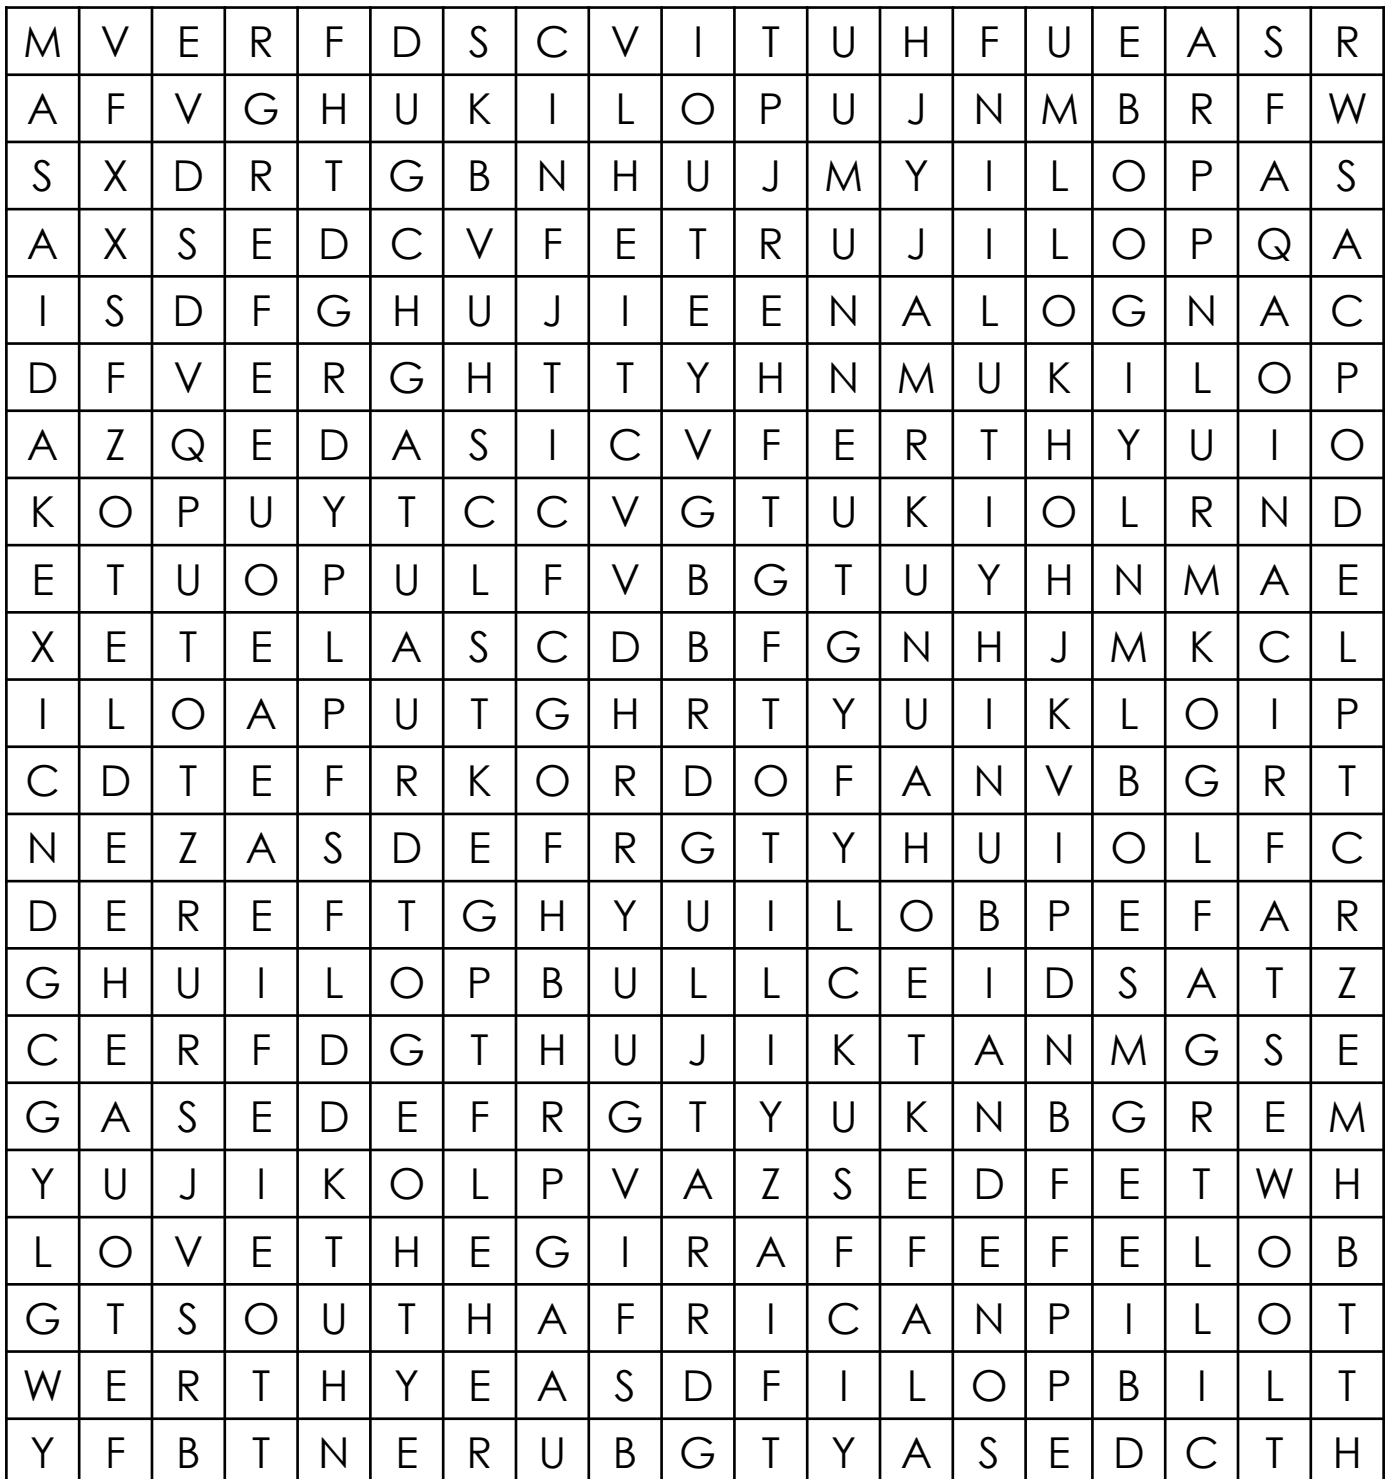 M V E R F D S C V I T U H F U E A S R
A F V G H U K I L O P U J N M B R F W
S X D R T G B N H U J M Y I L O P A S
A X S E D C V F E T R U J I L O P Q A
I S D F G H U J I E E N A L O G N A C
D F V E R G H T T Y H N M U K I L O P
A Z Q E D A S I C V F E R T H Y U I O
K O P U Y T C C V G T U K I O L R N D
E T U O P U L F V B G T U Y H N M A E
X E T E L A S C D B F G N H J M K C L
I L O A P U T G H R T Y U I K L O I P
C D T E F R K O R D O F A N V B G R T
N E Z A S D E F R G T Y H U I O L F C
D E R E F T G H Y U I L O B P E F A R
G H U I L O P B U L L C E I D S A T Z
C E R F D G T H U J I K T A N M G S E
G A S E D E F R G T Y U K N B G R E M
Y U J I K O L P V A Z S E D F E T W H
L O V E T H E G I R A F F E F E L O B
G T S O U T H A F R I C A N P I L O T
W E R T H Y E A S D F I L O P B I L T
Y F B T N E R U B G T Y A S E D C T H